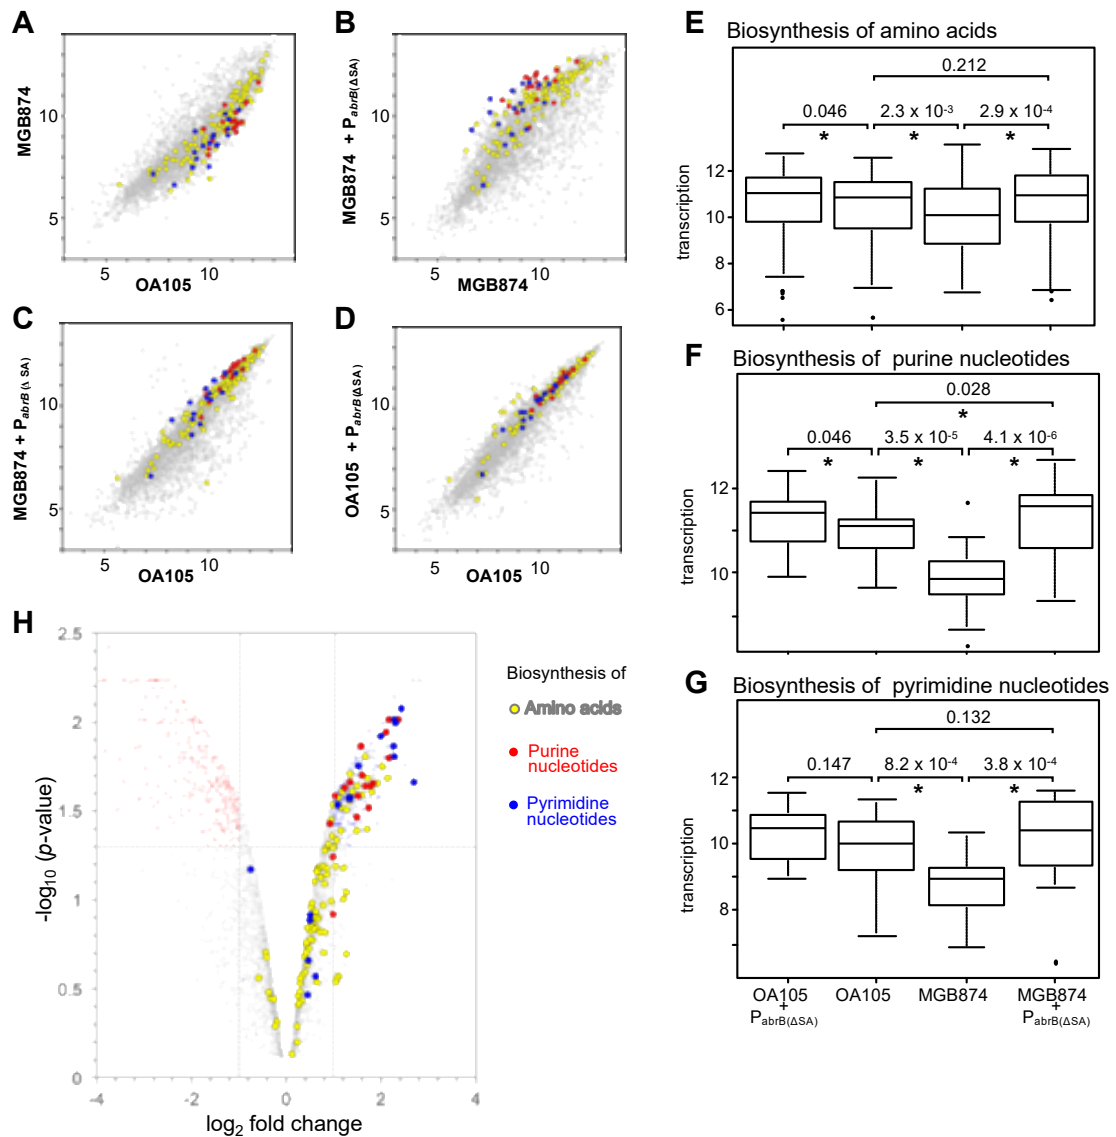 A
MGB874
10
5
5
10
OA105
B
MGB874 + PabrB(ΔSA)
10
5
5
10
MGB874
C
MGB874 + PabrB(Δ SA)
10
5
5
10
OA105
D
OA105 + PabrB(ΔSA)
10
5
5
10
OA105
E Biosynthesis of amino acids
0.212
0.046 2.3 x 10-3 2.9 x 10-4
* * *
12
10
8
6
transcription
F Biosynthesis of purine nucleotides
0.028
*
0.046 3.5 x 10-5 4.1 x 10-6
* * *
12
10
transcription
G Biosynthesis of pyrimidine nucleotides
0.132
0.147 8.2 x 10-4 3.8 x 10-4
* *
12
10
8
transcription
OA105 OA105 MGB874 MGB874
+ +
PabrB(ΔSA) PabrB(ΔSA)
H
2.5
2
1.5
1
0.5
0
-log10 (p-value)
-4 -2 0 2 4
log2 fold change
Biosynthesis of
Amino acids
Purine
nucleotides
Pyrimidine
nucleotides